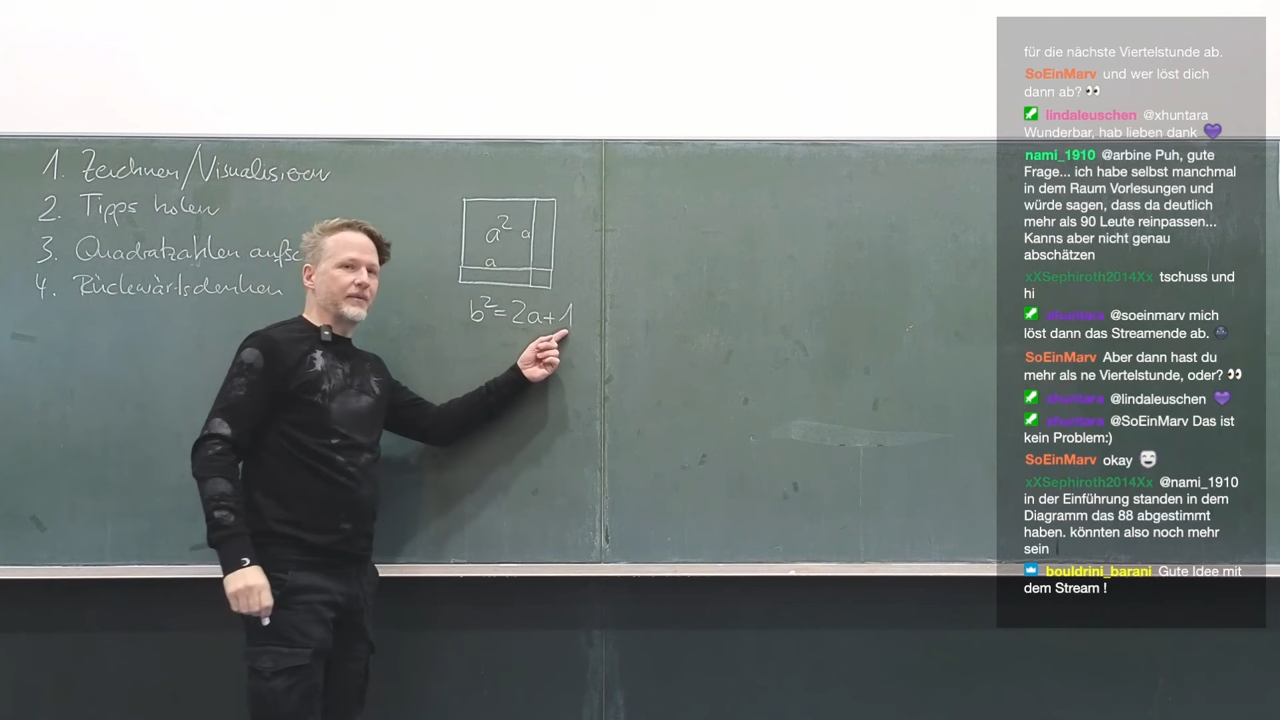 1. Zeichnen/Visualisieren
2. Tipps holen
3. Quadratzahlen aufsc
4. Rückwärtsdenken
a² a
a
b²=2a+1
für die nächste Viertelstunde ab.
SoEinMarv und wer löst dich
dann ab? 👀
lindaleuschen @xhuntara
Wunderbar, hab lieben dank 💜
nami_1910 @arbine Puh, gute
Frage... ich habe selbst manchmal
in dem Raum Vorlesungen und
würde sagen, dass da deutlich
mehr als 90 Leute reinpassen...
Kanns aber nicht genau
abschätzen
xXSephiroth2014Xx tschuss und
hi
xhuntara @soeinmarv mich
löst dann das Streamende ab.
SoEinMarv Aber dann hast du
mehr als ne Viertelstunde, oder? 👀
xhuntara @lindaleuschen 💜
xhuntara @SoEinMarv Das ist
kein Problem:)
SoEinMarv okay
xXSephiroth2014Xx @nami_1910
in der Einführung standen in dem
Diagramm das 88 abgestimmt
haben. könnten also noch mehr
sein
bouldrini_barani Gute Idee mit
dem Stream !